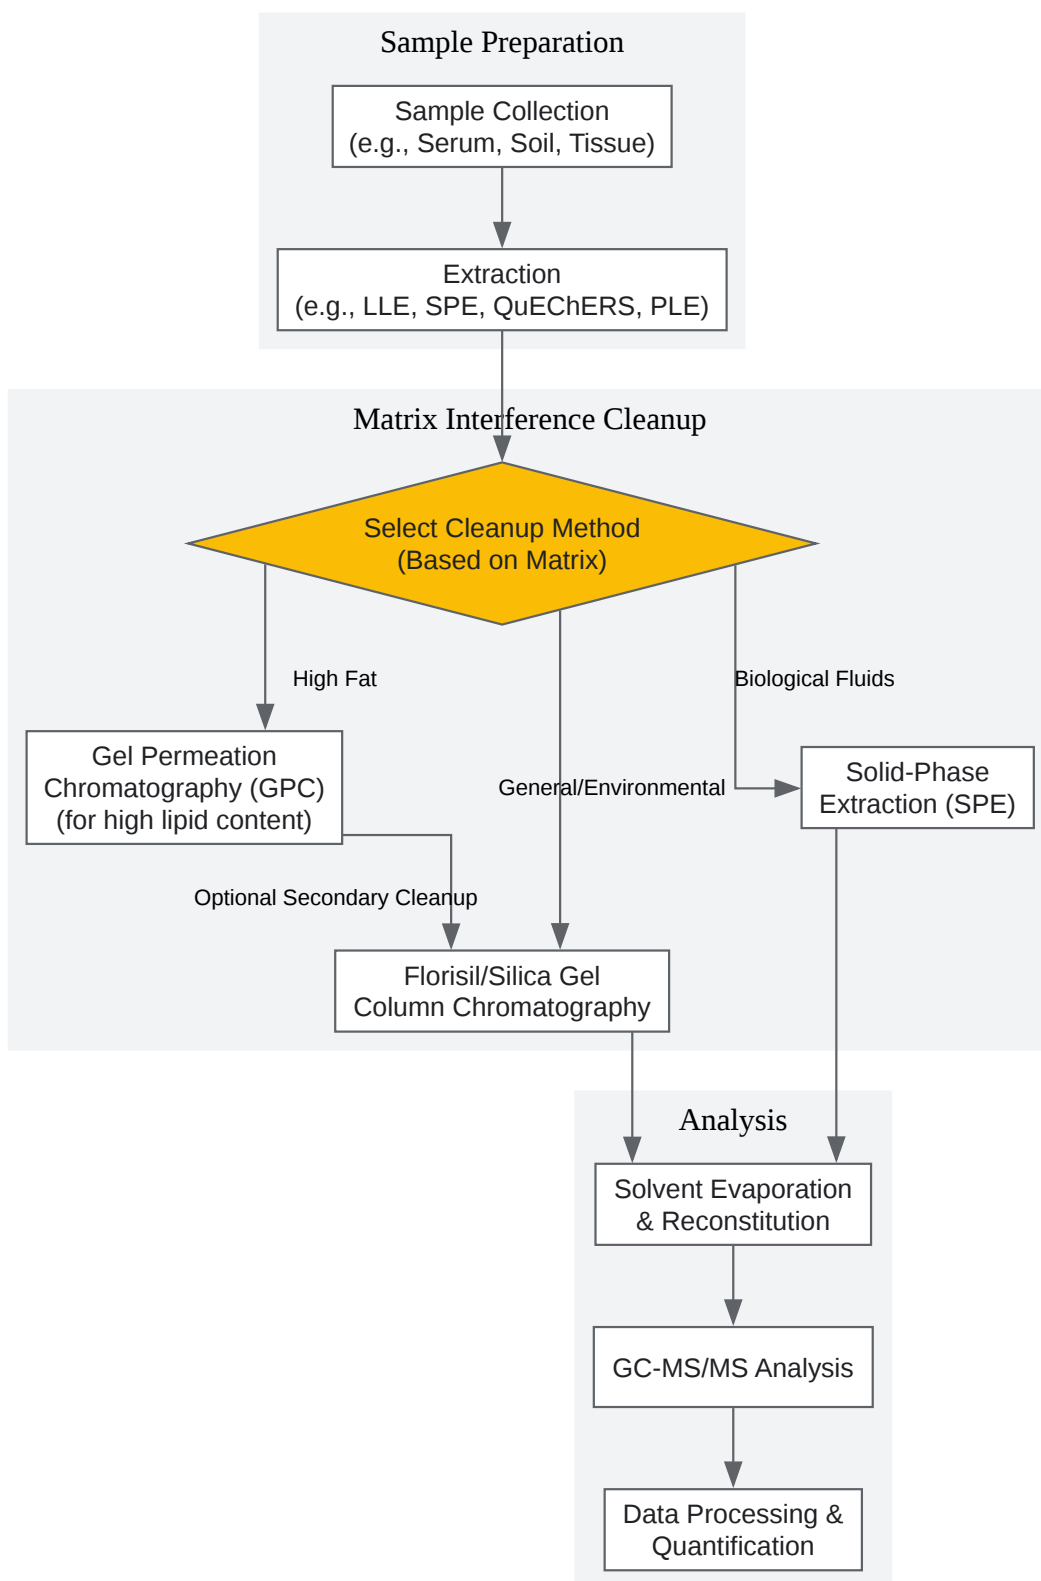 Sample Preparation
Sample Collection
(e.g., Serum, Soil, Tissue)
Extraction
(e.g., LLE, SPE, QuEChERS, PLE)
Matrix Interference Cleanup
Select Cleanup Method
(Based on Matrix)
High Fat
Biological Fluids
Gel Permeation
Chromatography (GPC)
(for high lipid content)
General/Environmental
Solid-Phase
Extraction (SPE)
Optional Secondary Cleanup
Florisil/Silica Gel
Column Chromatography
Analysis
Solvent Evaporation
& Reconstitution
GC-MS/MS Analysis
Data Processing &
Quantification